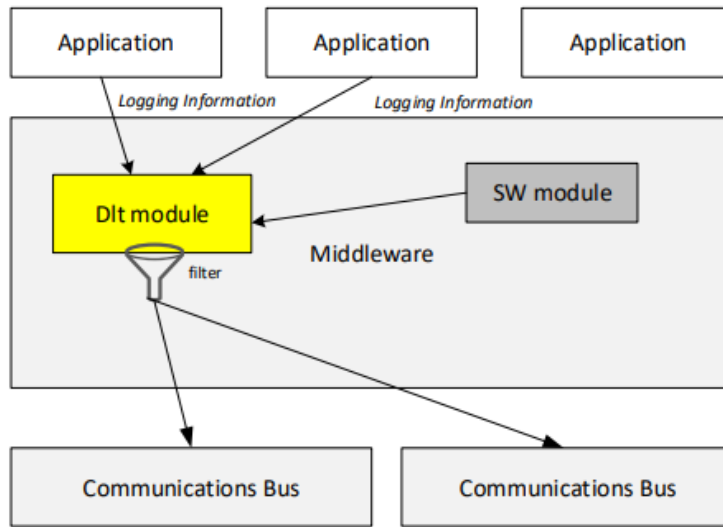 Application
Application
Application
Logging Information
Logging Information
Dlt module
SW module
Middleware
filter
Communications Bus
Communications Bus